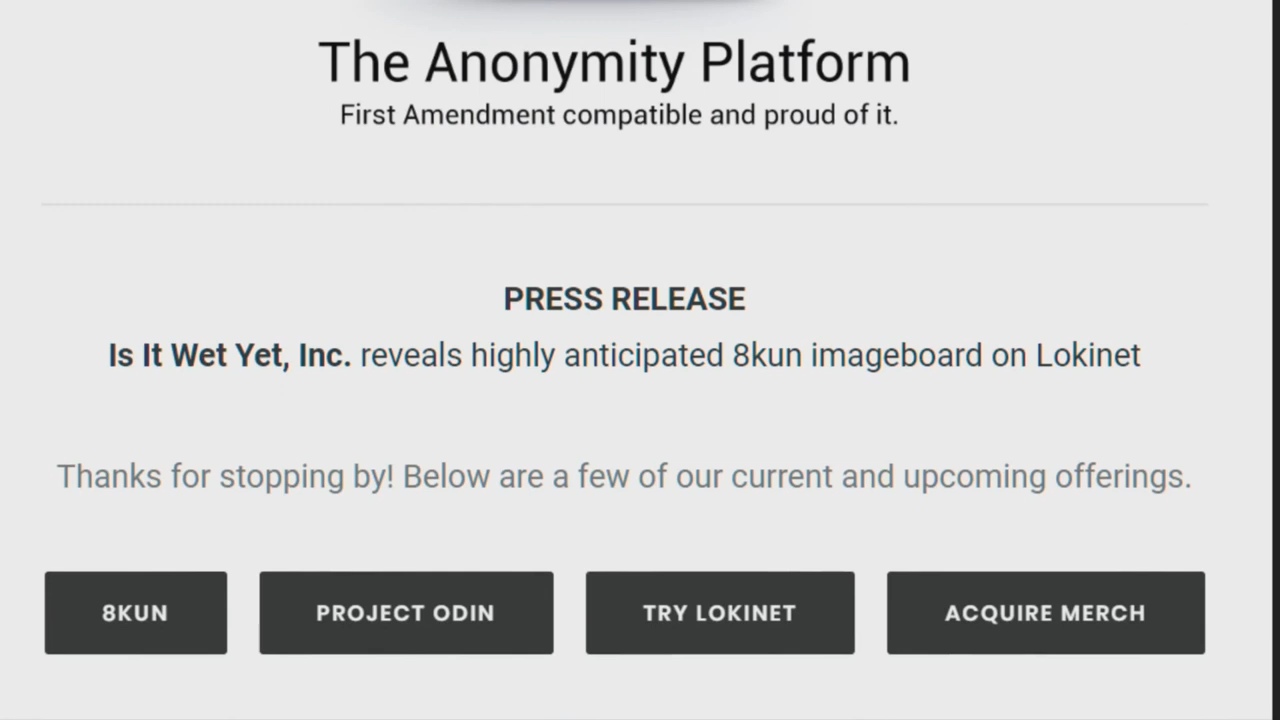 The Anonymity Platform
First Amendment compatible and proud of it.
PRESS RELEASE
Is It Wet Yet, Inc. reveals highly anticipated 8kun imageboard on Lokinet
Thanks for stopping by! Below are a few of our current and upcoming offerings.
8KUN PROJECT ODIN TRY LOKINET ACQUIRE MERCH